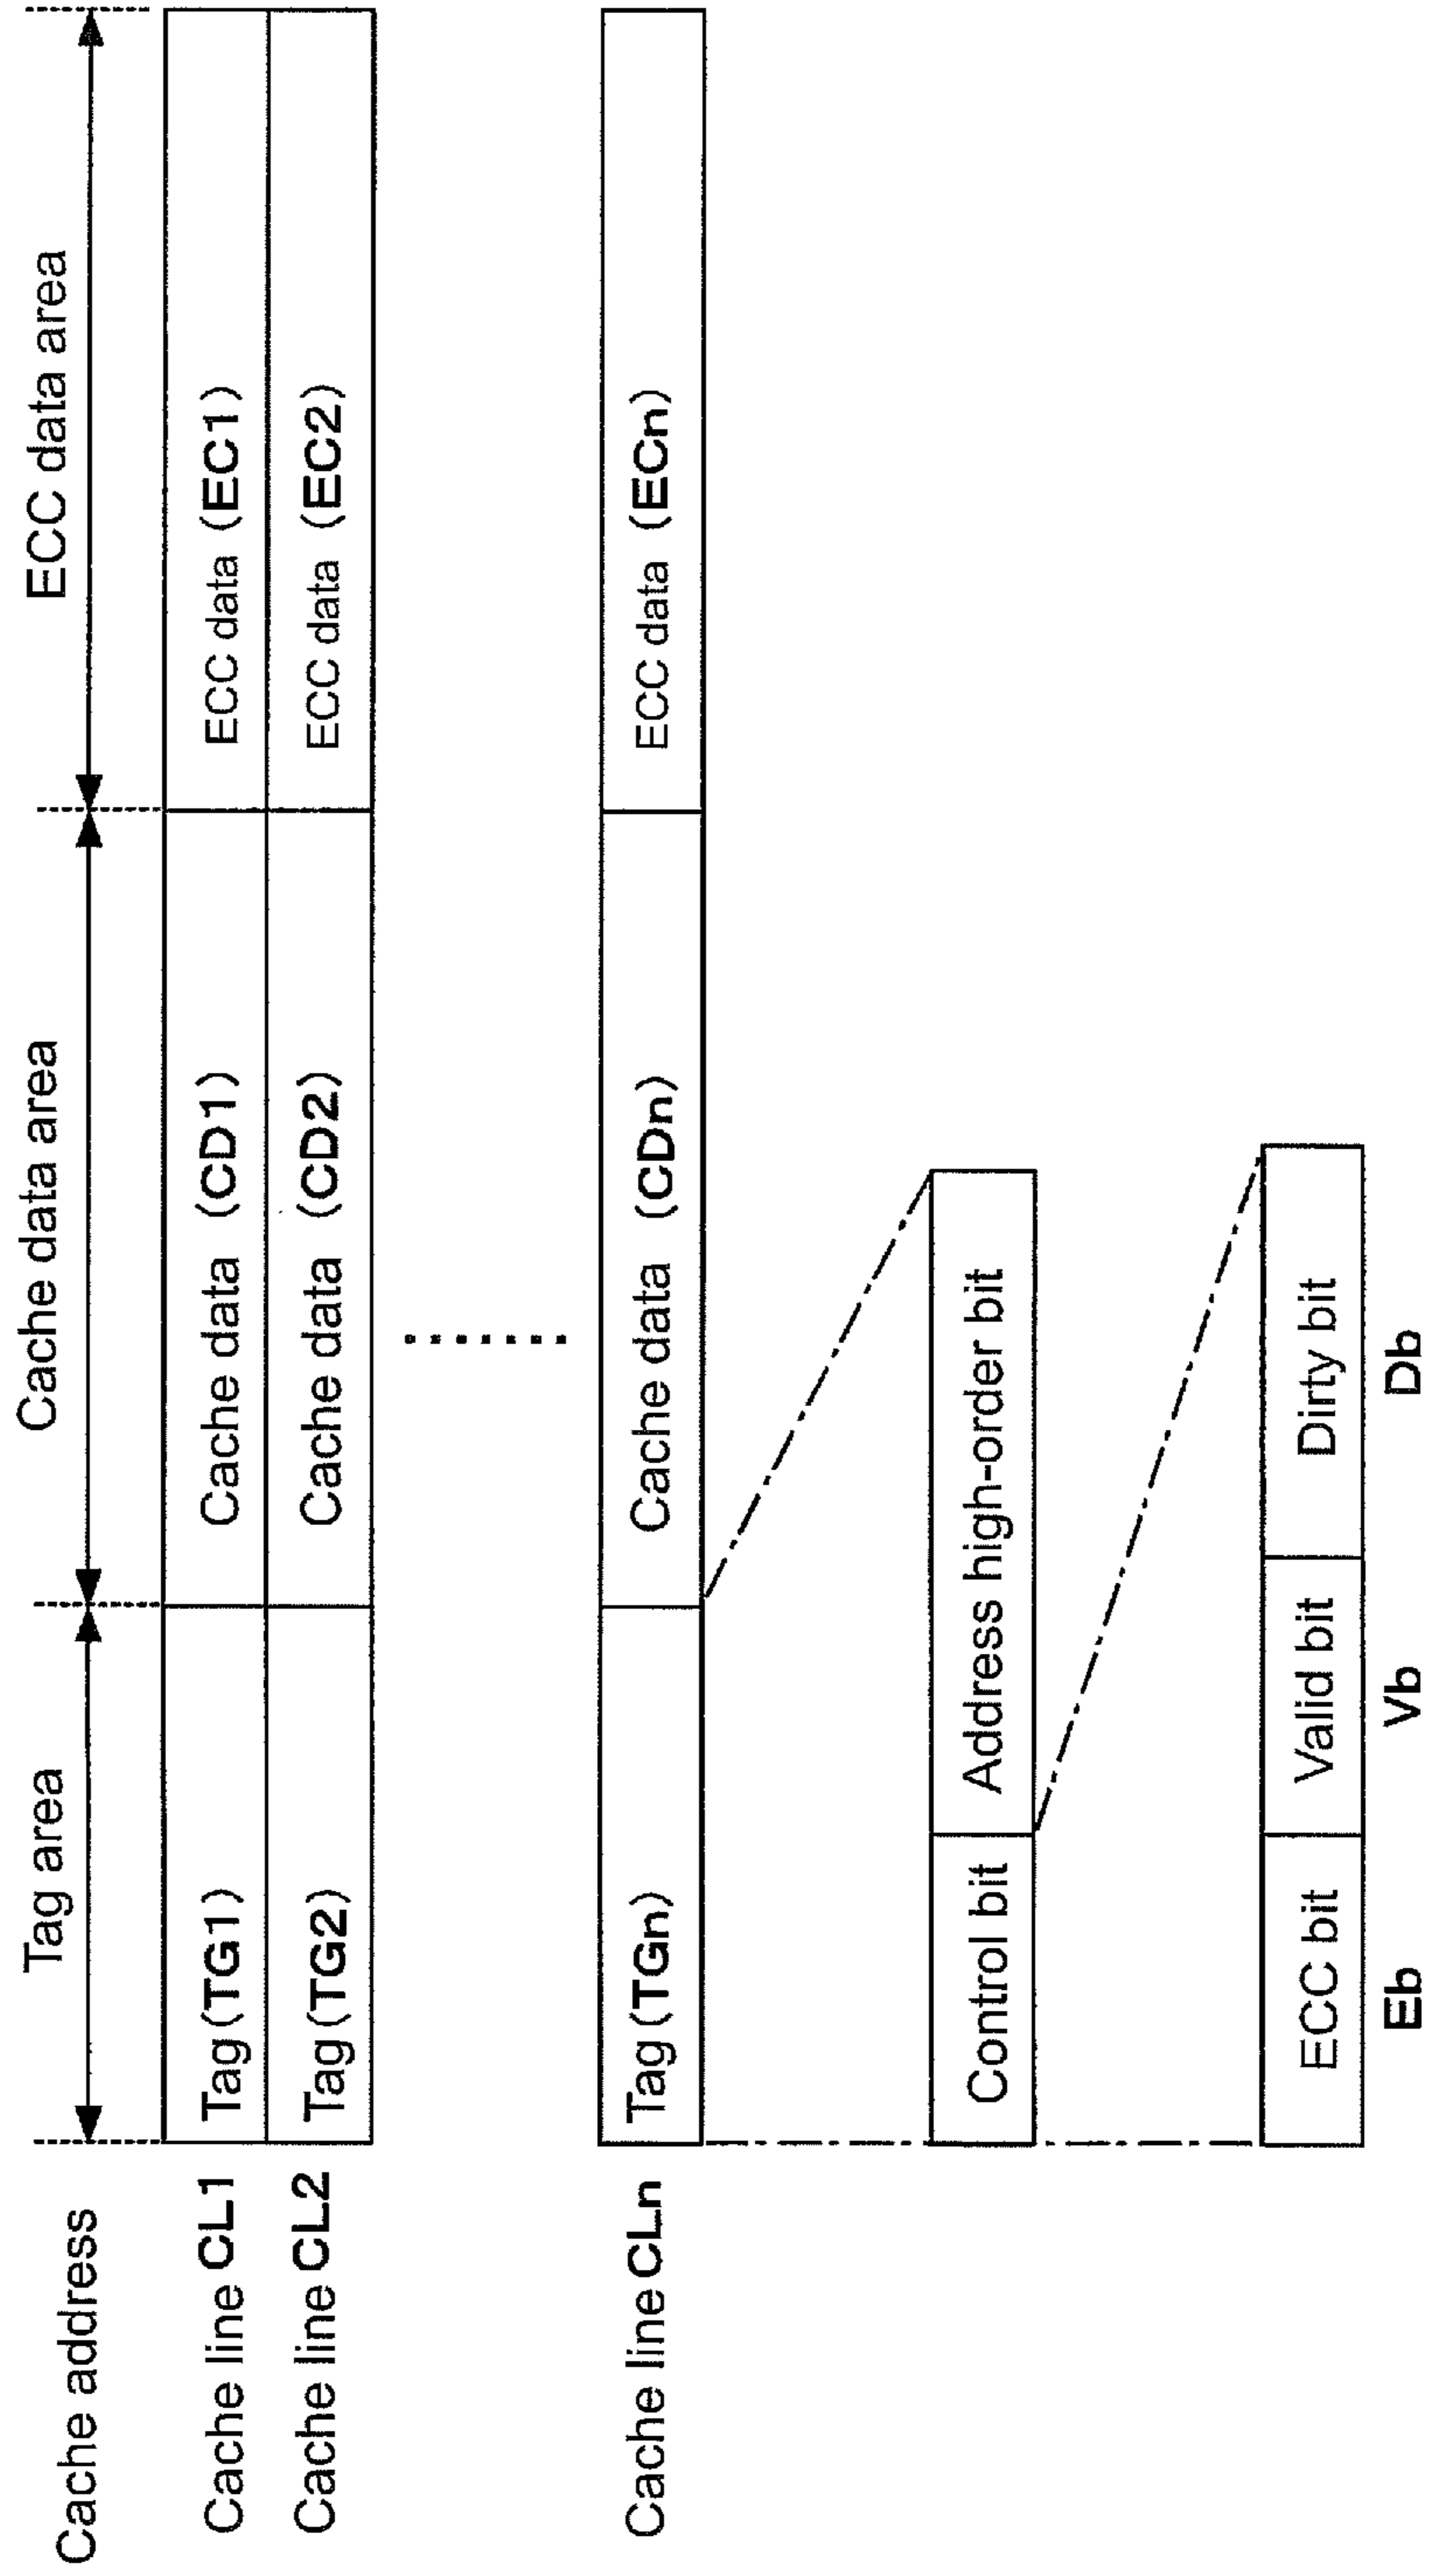 Cache address
Tag area
Cache data area
ECC data area
Cache line CL1
Tag (TG1)
Cache data (CD1)
ECC data (EC1)
Cache line CL2
Tag (TG2)
Cache data (CD2)
ECC data (EC2)
Cache line CLn
Tag (TGn)
Cache data (CDn)
ECC data (ECn)
Control bit
Address high-order bit
ECC bit
Valid bit
Dirty bit
Eb
Vb
Db